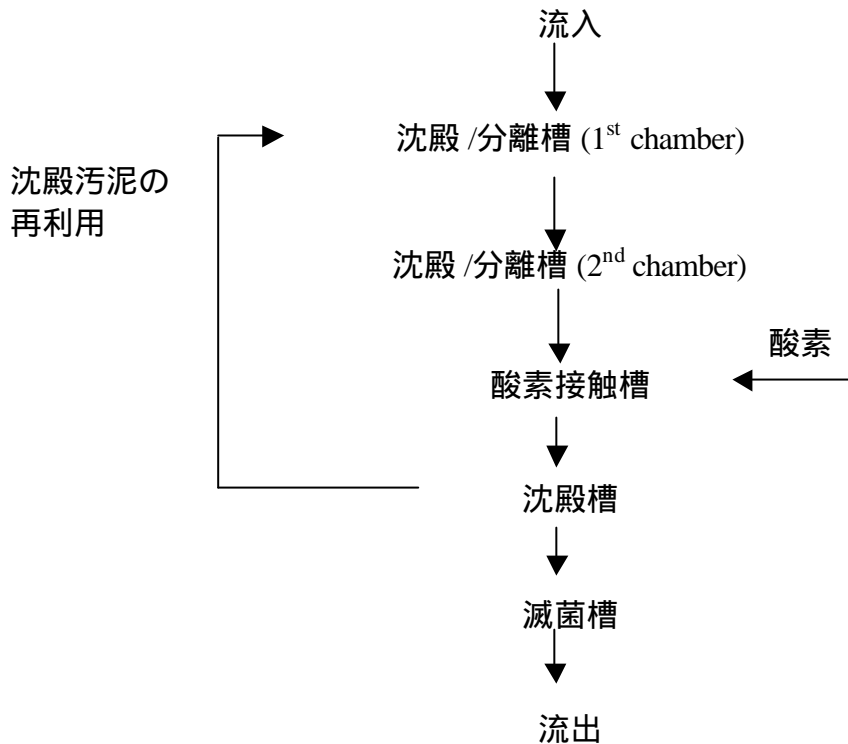 流入
沈殿 /分離槽 (1st chamber)
沈殿汚泥の
再利用
沈殿 /分離槽 (2nd chamber)
酸素
酸素接触槽
沈殿槽
滅菌槽
流出